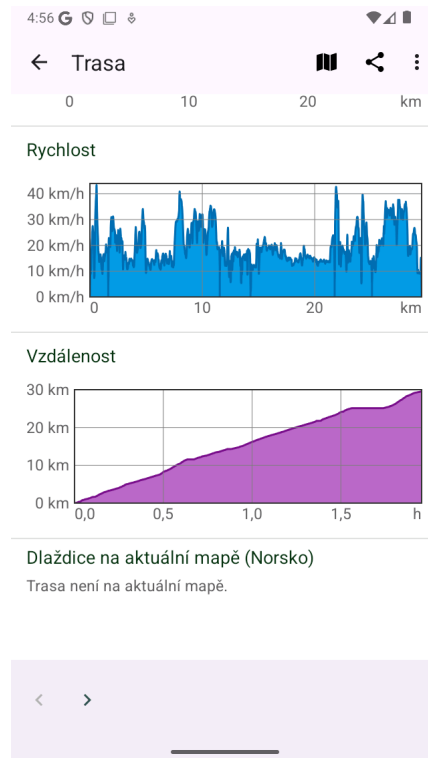 4:56
Trasa
0 10 20 km
Rychlost
40 km/h
30 km/h
20 km/h
10 km/h
0 km/h
0 10 20 km
Vzdálenost
30 km
20 km
10 km
0 km
0,0 0,5 1,0 1,5 h
Dlaždice na aktuální mapě (Norsko)
Trasa není na aktuální mapě.